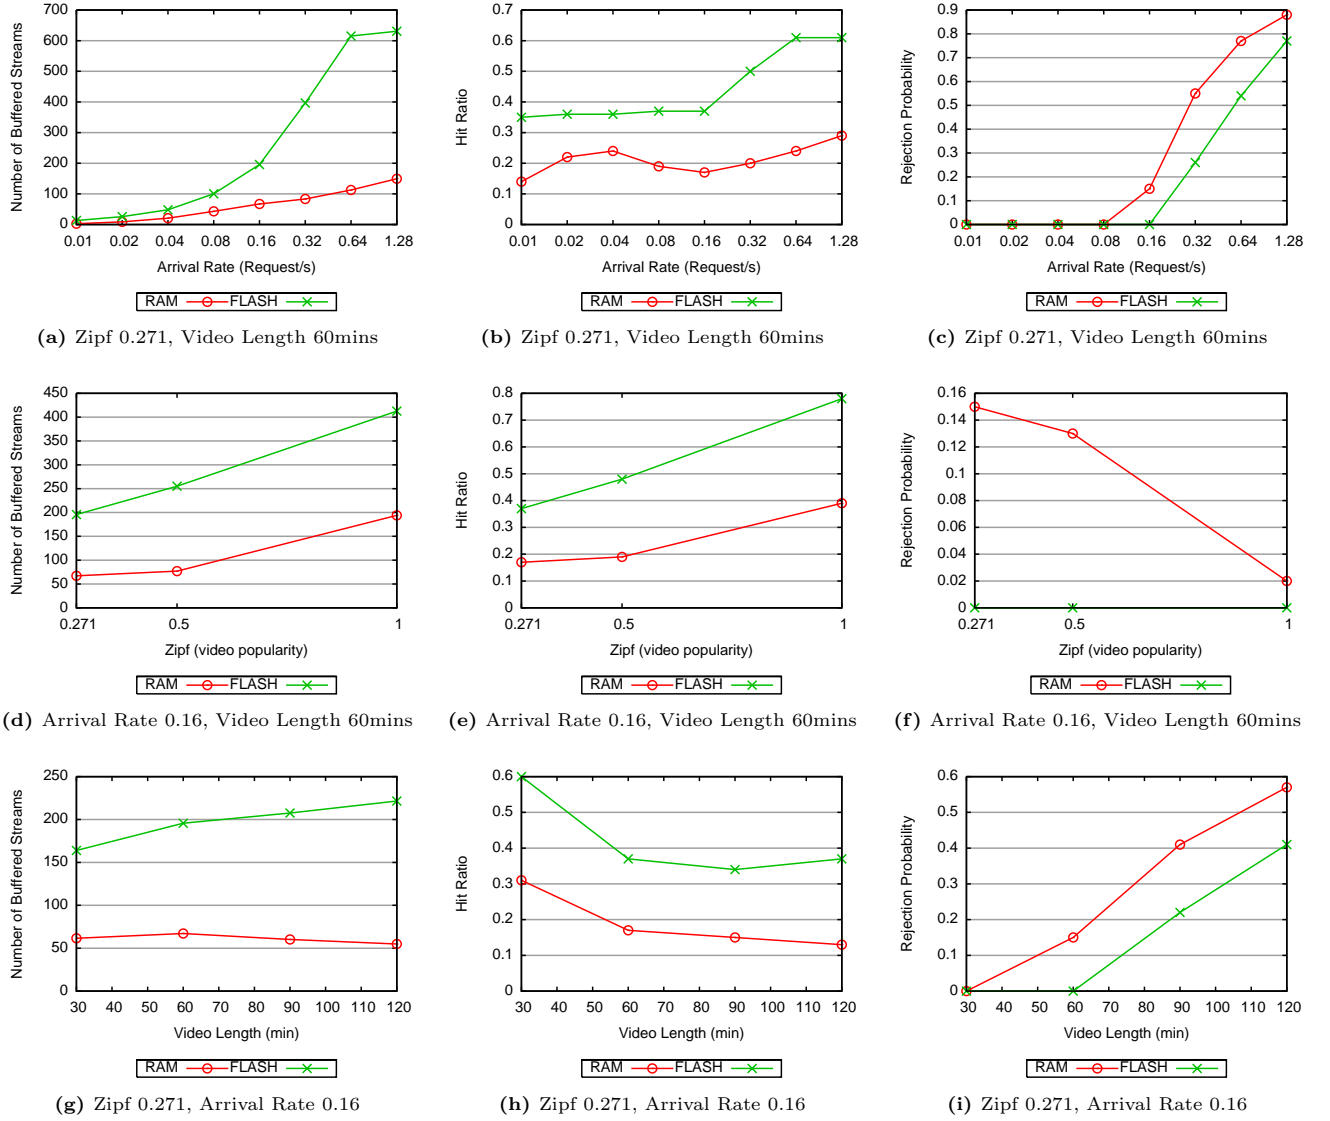 Number of Buffered Streams
700
600
500
400
300
200
100
0
0.01 0.02 0.04 0.08 0.16 0.32 0.64 1.28
Arrival Rate (Request/s)
RAM FLASH
(a) Zipf 0.271, Video Length 60mins
Hit Ratio
0.7
0.6
0.5
0.4
0.3
0.2
0.1
0
0.01 0.02 0.04 0.08 0.16 0.32 0.64 1.28
Arrival Rate (Request/s)
RAM FLASH
(b) Zipf 0.271, Video Length 60mins
Rejection Probability
0.9
0.8
0.7
0.6
0.5
0.4
0.3
0.2
0.1
0
0.01 0.02 0.04 0.08 0.16 0.32 0.64 1.28
Arrival Rate (Request/s)
RAM FLASH
(c) Zipf 0.271, Video Length 60mins
Number of Buffered Streams
450
400
350
300
250
200
150
100
50
0
0.271 0.5 1
Zipf (video popularity)
RAM FLASH
(d) Arrival Rate 0.16, Video Length 60mins
Hit Ratio
0.8
0.7
0.6
0.5
0.4
0.3
0.2
0.1
0
0.271 0.5 1
Zipf (video popularity)
RAM FLASH
(e) Arrival Rate 0.16, Video Length 60mins
Rejection Probability
0.16
0.14
0.12
0.1
0.08
0.06
0.04
0.02
0
0.271 0.5 1
Zipf (video popularity)
RAM FLASH
(f) Arrival Rate 0.16, Video Length 60mins
Number of Buffered Streams
250
200
150
100
50
0
30 40 50 60 70 80 90 100 110 120
Video Length (min)
RAM FLASH
(g) Zipf 0.271, Arrival Rate 0.16
Hit Ratio
0.6
0.5
0.4
0.3
0.2
0.1
0
30 40 50 60 70 80 90 100 110 120
Video Length (min)
RAM FLASH
(h) Zipf 0.271, Arrival Rate 0.16
Rejection Probability
0.6
0.5
0.4
0.3
0.2
0.1
0
30 40 50 60 70 80 90 100 110 120
Video Length (min)
RAM FLASH
(i) Zipf 0.271, Arrival Rate 0.16